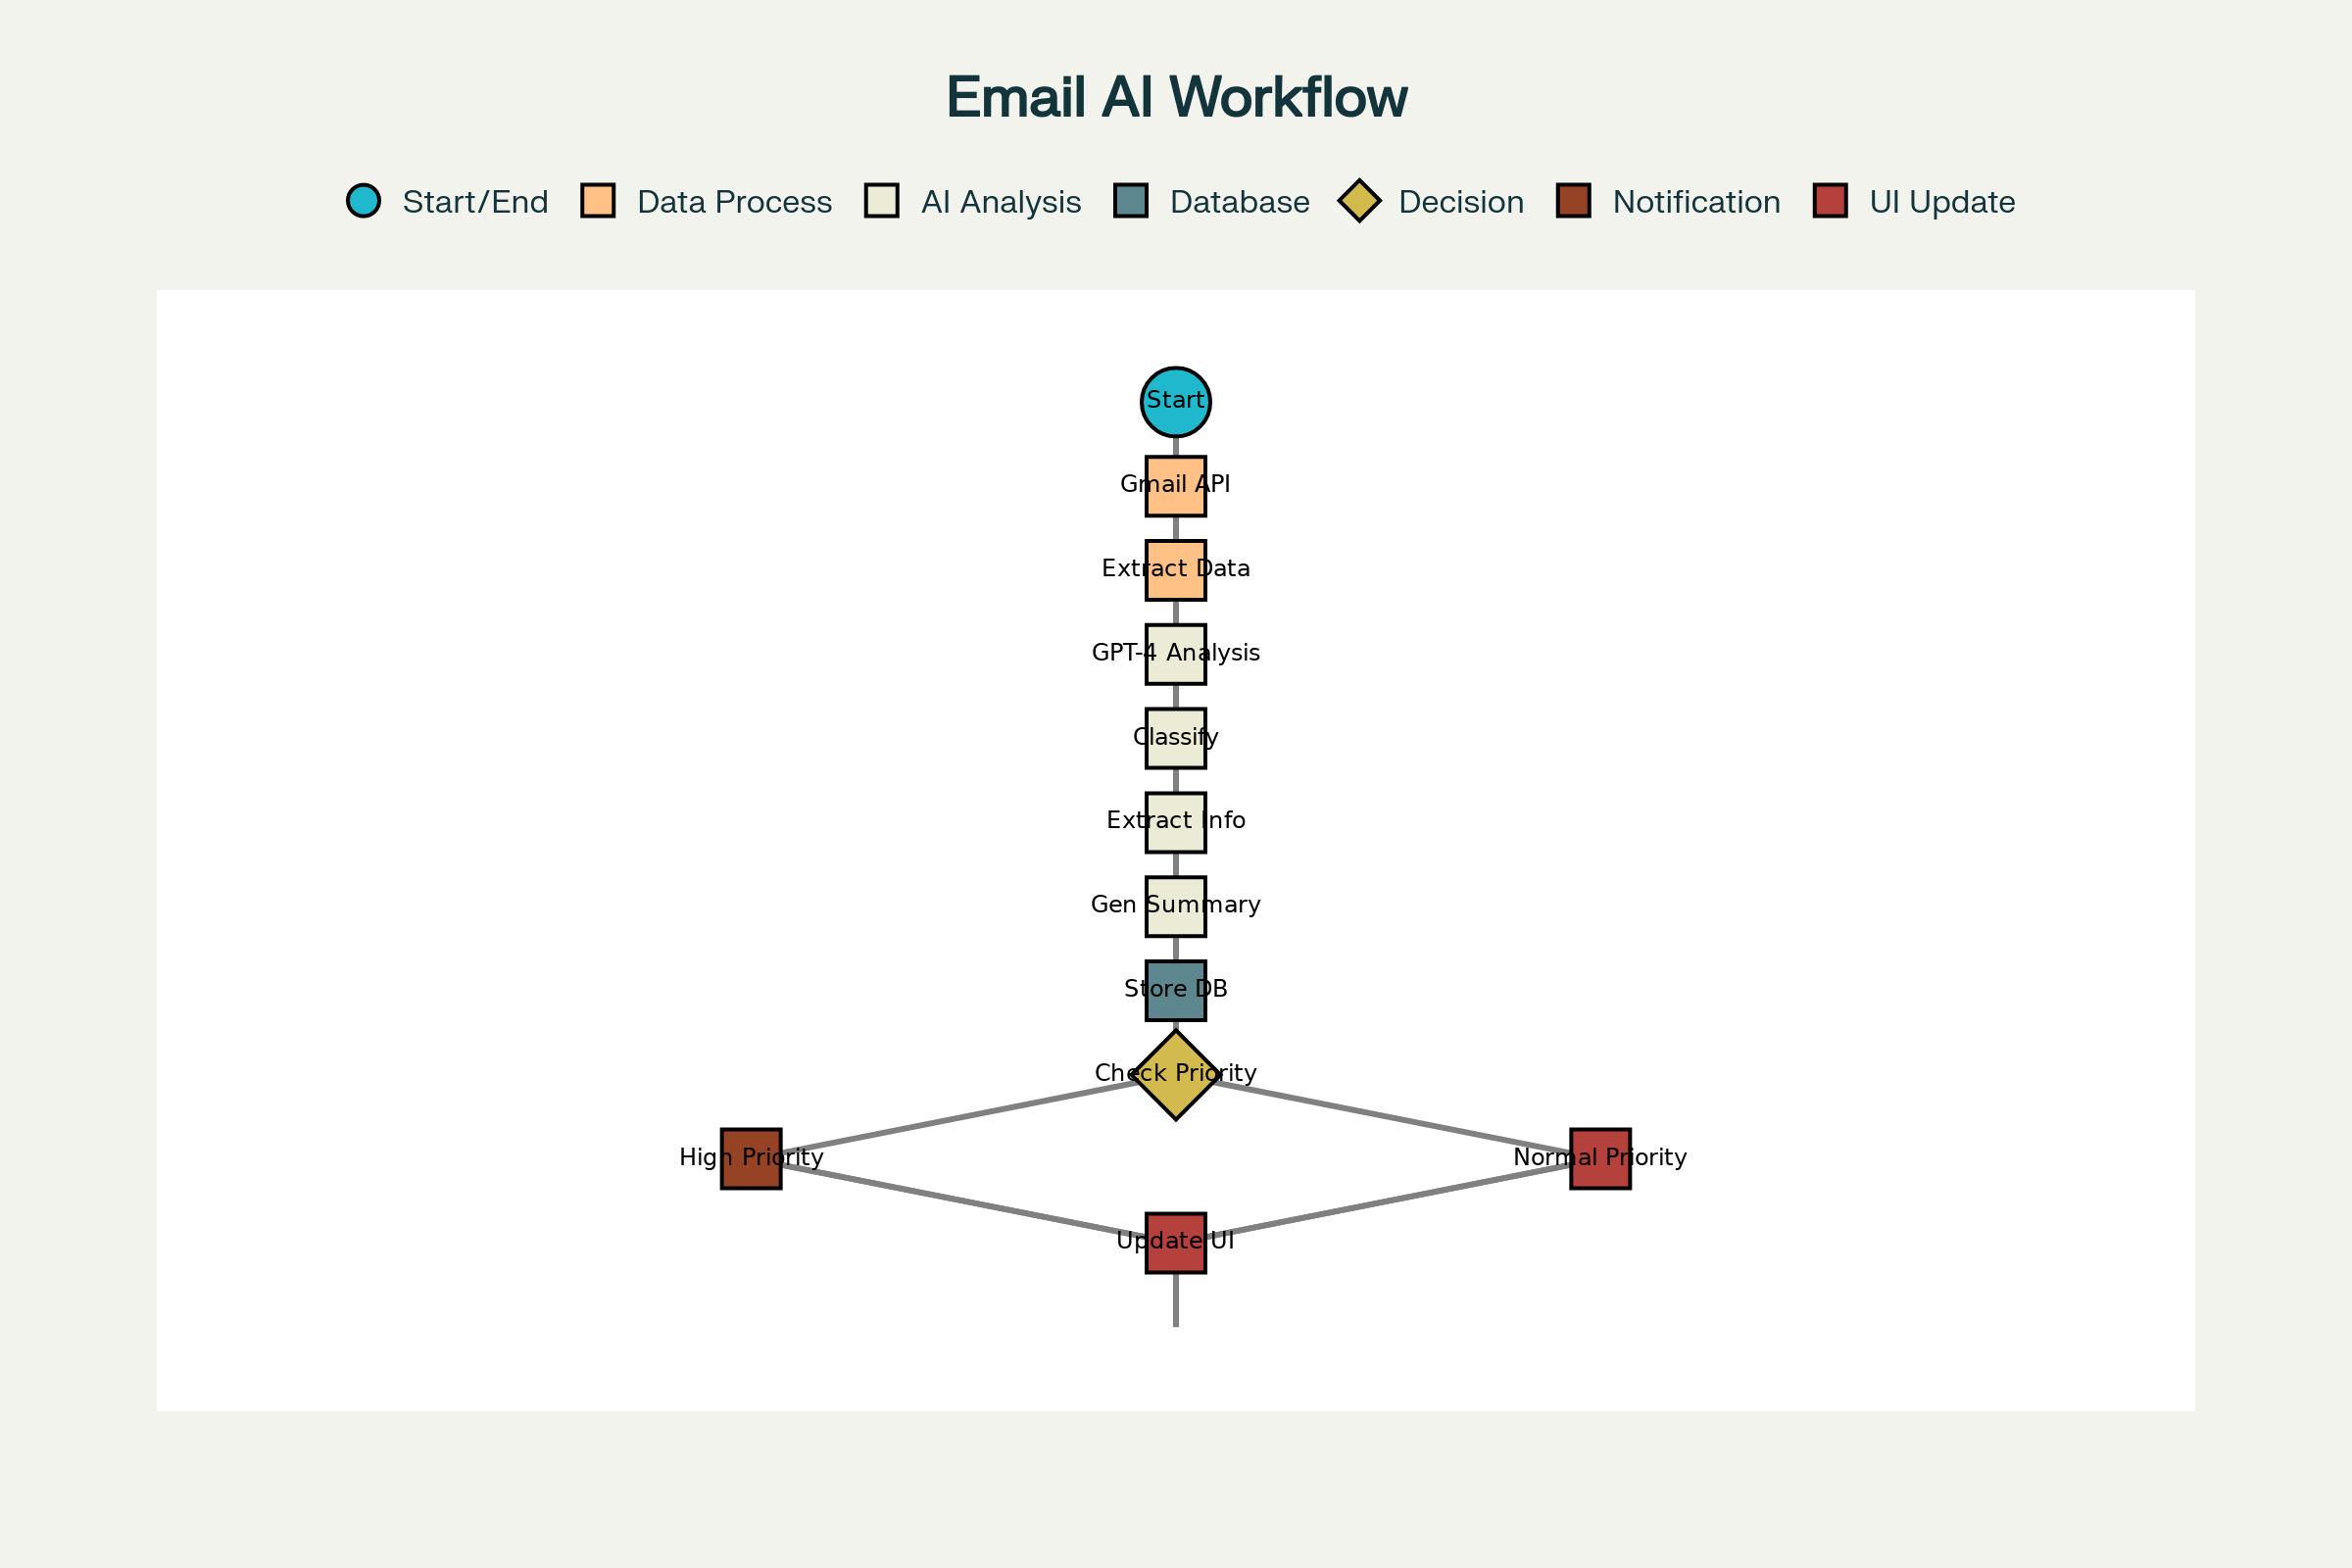 Email AI Workflow
Start/End Data Process AI Analysis Database Decision Notification UI Update
Start
Gmail API
Extract Data
GPT-4 Analysis
Classify
Extract Info
Gen Summary
Store DB
Check Priority
High Priority Normal Priority
Update UI